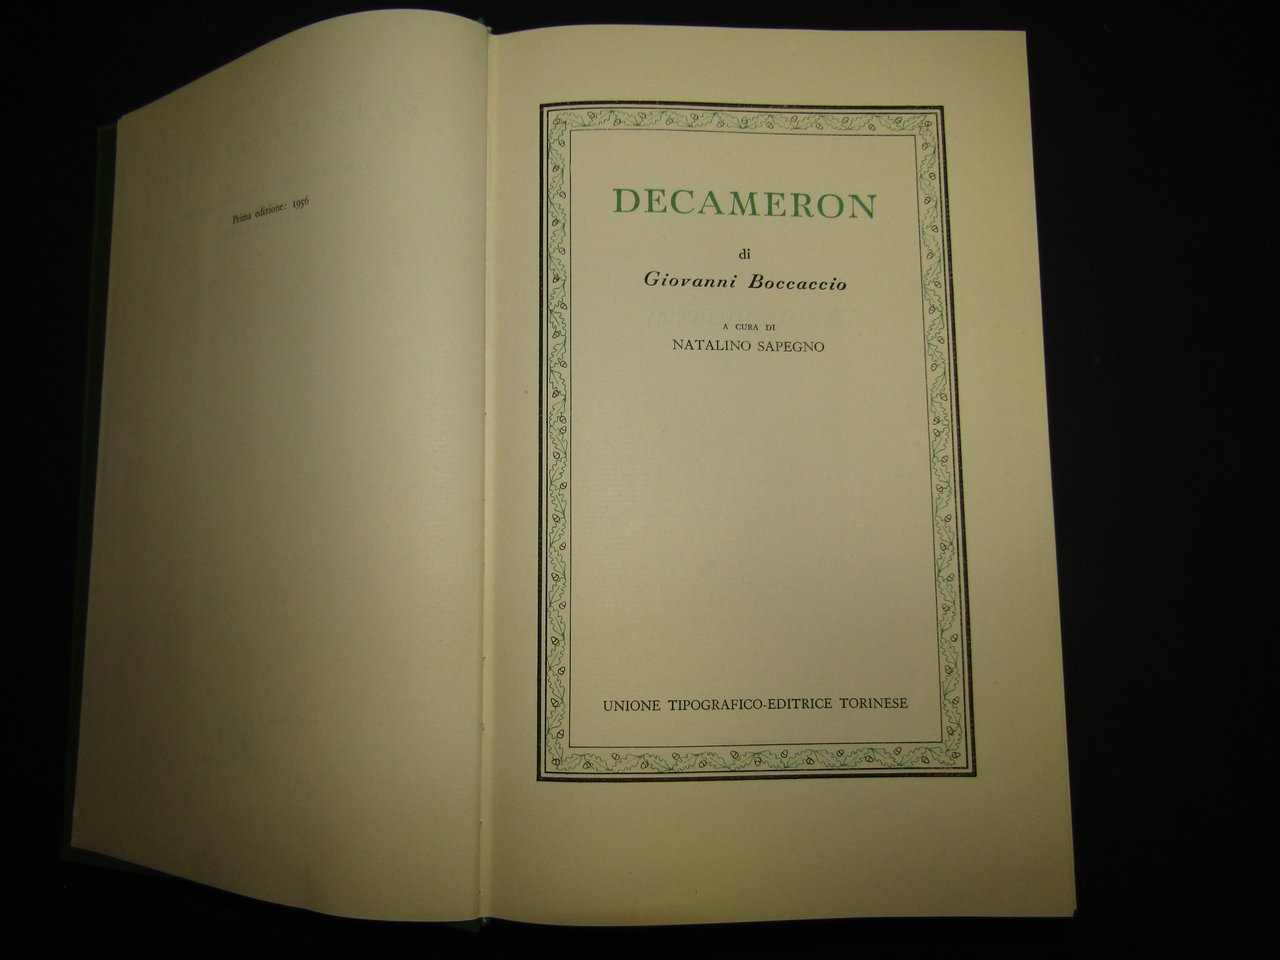 Prima edizione: 1956
DECAMERON
di
Giovanni Boccaccio
A CURA DI
NATALINO SAPEGNO
UNIONE TIPOGRAFICO-EDITRICE TORINESE